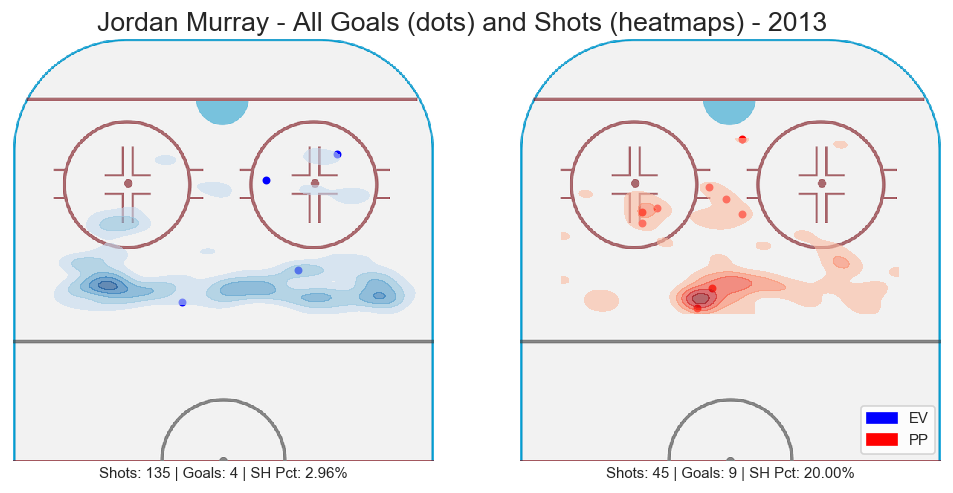 Jordan Murray - All Goals (dots) and Shots (heatmaps) - 2013
EV
PP
Shots: 135 | Goals: 4 | SH Pct: 2.96%
Shots: 45 | Goals: 9 | SH Pct: 20.00%